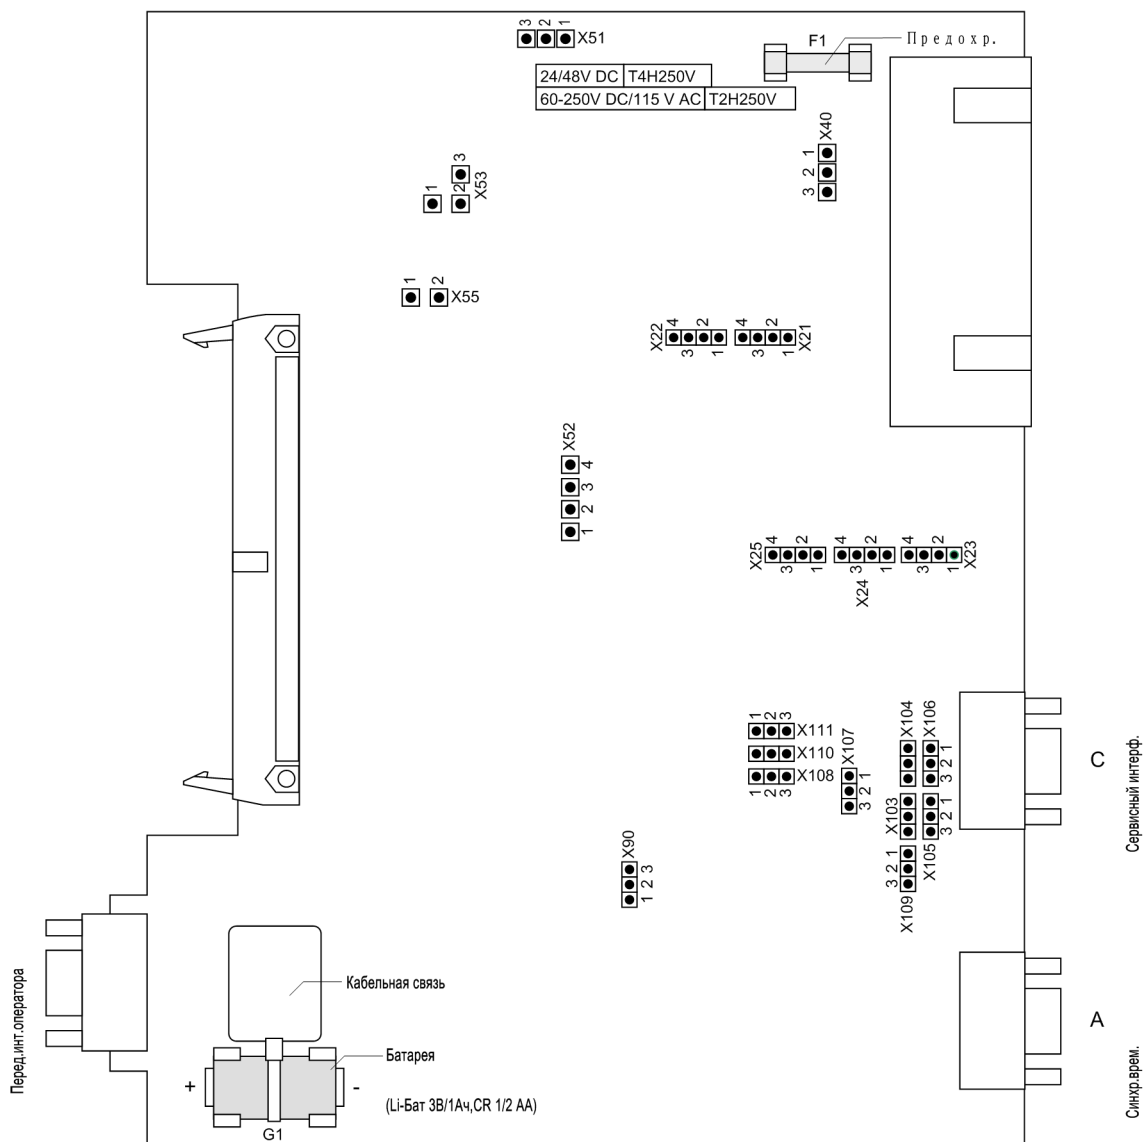 3 2 1 X51
F1
Предохр.
24/48V DC T4H250V
60-250V DC/115 V AC T2H250V
X40
1 2 3
3
1 2 X53
1 2 X55
X22 4 3 2 1
4 3 2 1 X21
X52
4
3
2
1
X25 4 3 2 1
4 3 2 1 X24
4 3 2 1 X23
1 2 3 X111
X110
X108
1 2 3
X107
3 2 1
X104
X106
3 2 1
X103
3 2 1
X105
3 2 1
X109
X90
1 2 3
C
Сервисный интерф.
A
Синхр.врем.
Перед.инт.оператора
Кабельная связь
Батарея
+ -
(Li-Бат 3В/1Ач,CR 1/2 AA)
G1